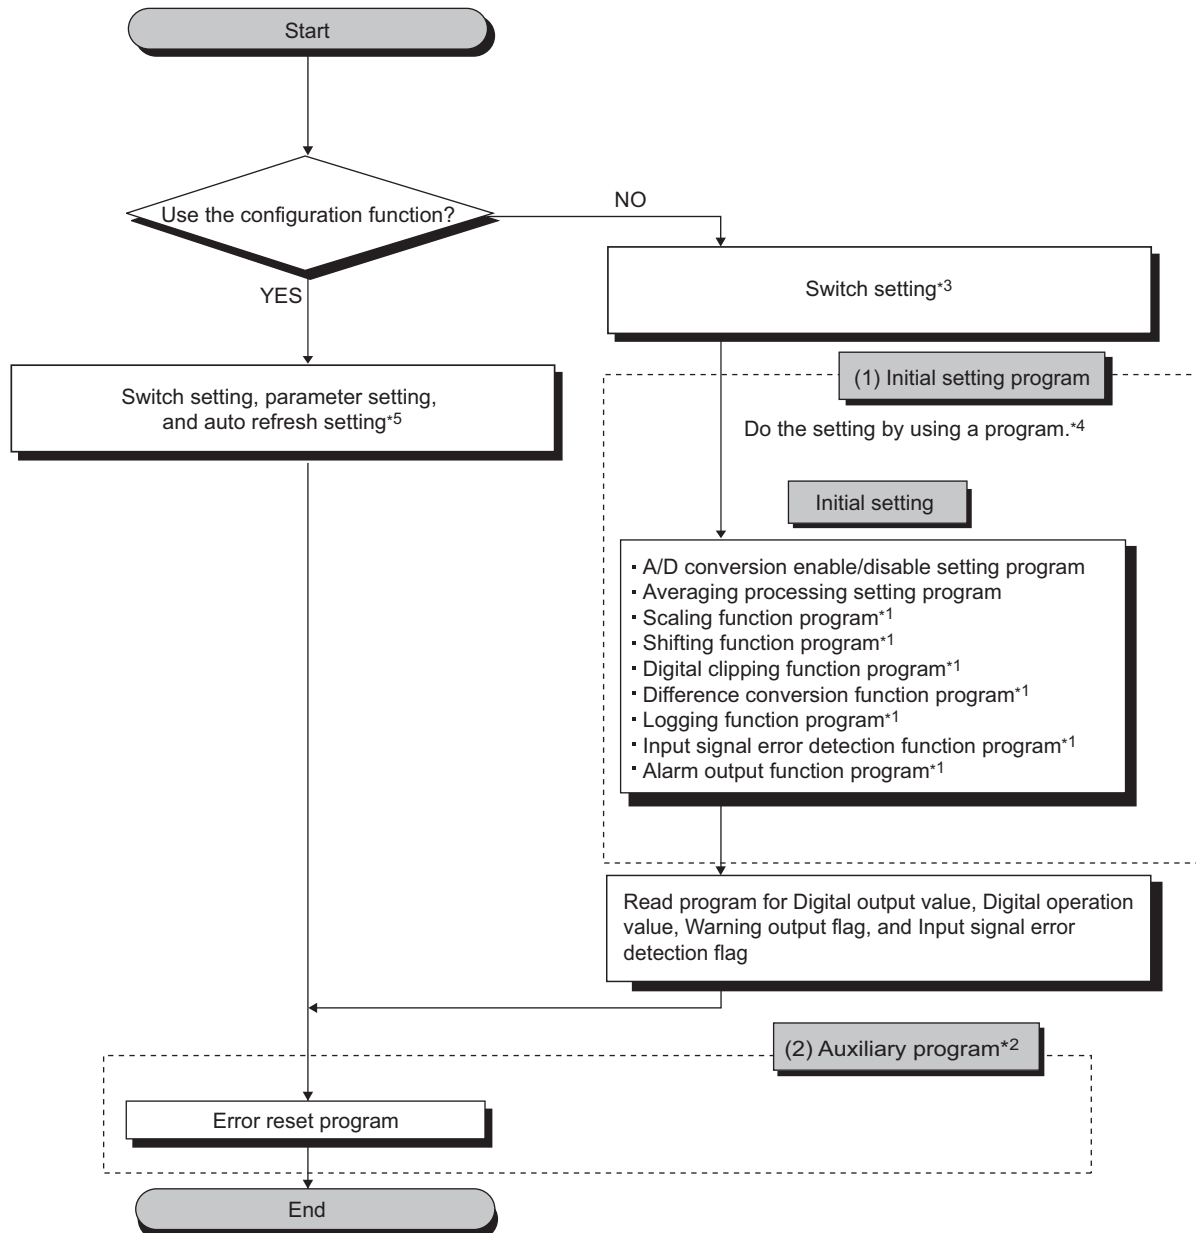 Start
Use the configuration function?
NO
YES
Switch setting*3
(1) Initial setting program
Switch setting, parameter setting,
and auto refresh setting*5
Do the setting by using a program.*4
Initial setting
· A/D conversion enable/disable setting program
· Averaging processing setting program
· Scaling function program*1
· Shifting function program*1
· Digital clipping function program*1
· Difference conversion function program*1
· Logging function program*1
· Input signal error detection function program*1
· Alarm output function program*1
Read program for Digital output value, Digital operation
value, Warning output flag, and Input signal error
detection flag
(2) Auxiliary program*2
Error reset program
End